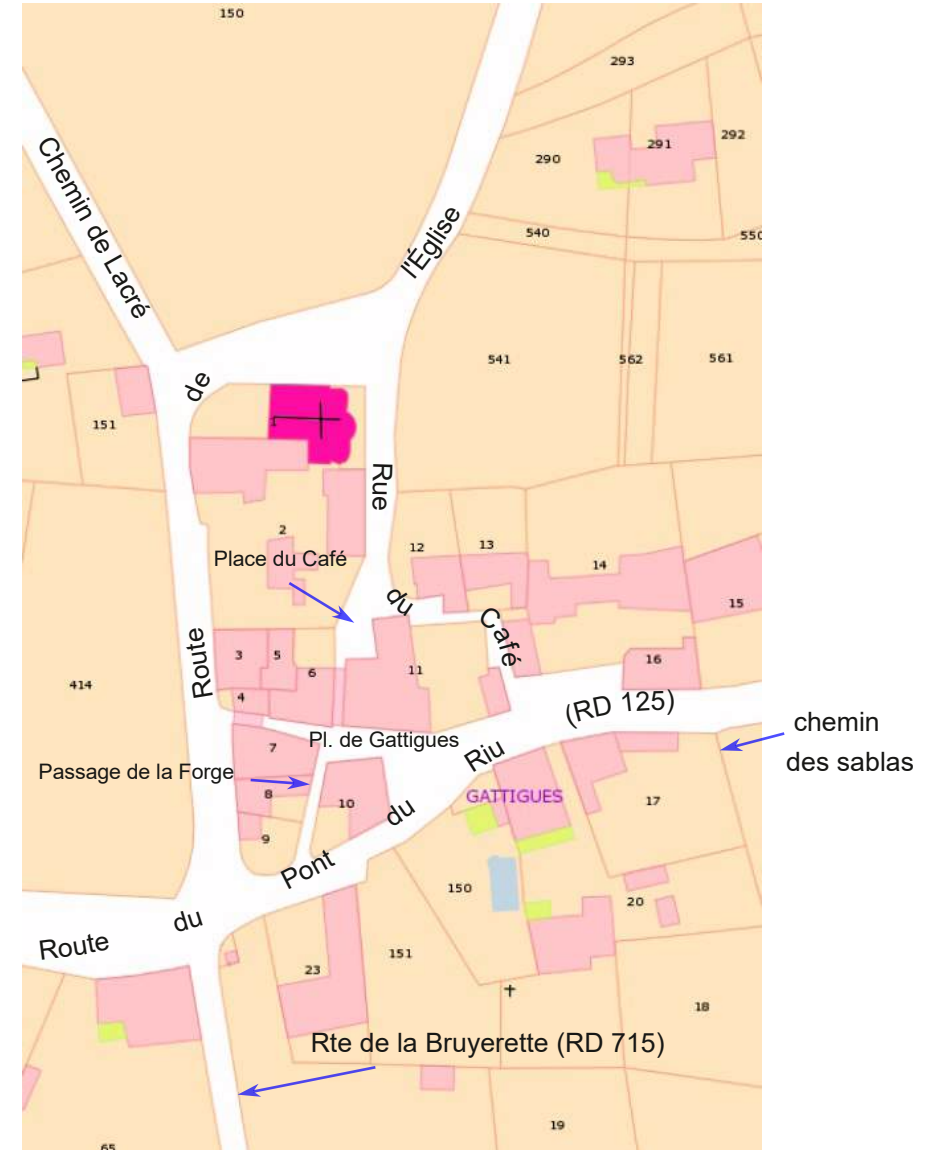 150
293
292
291
290
Chemin de Lacré
540
550
l'Église
541
562
561
de
1
151
Rue
2
12
13
14
Place du Café
15
du
Café
Route
3
5
6
11
16
414
4
(RD 125)
chemin
des sablas
Pl. de Gattigues
7
Riu
Passage de la Forge
8
10
GATTIGUES
17
du
9
Pont
150
20
du
Route
151
23
18
Rte de la Bruyerette (RD 715)
19
65